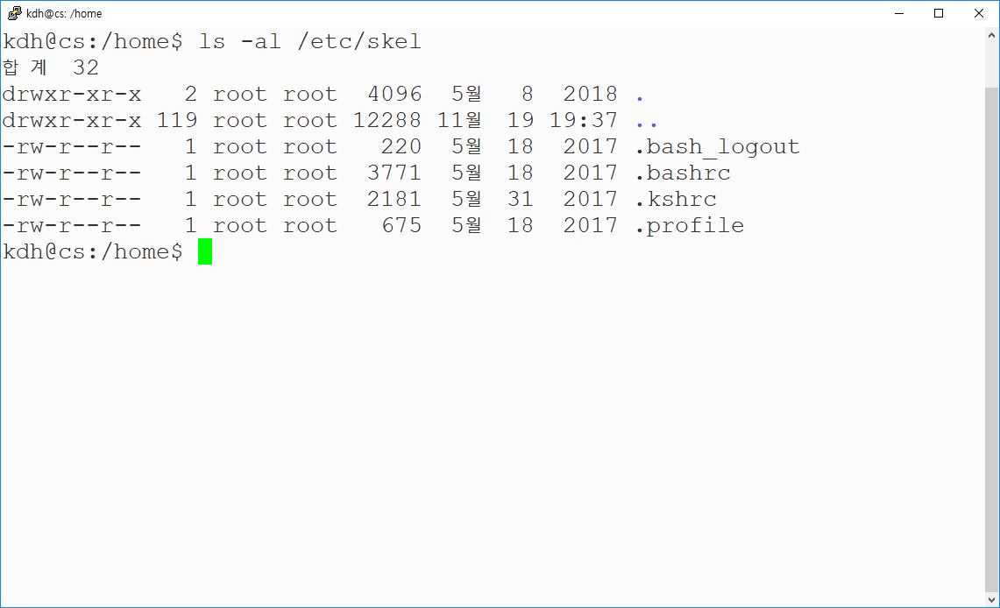 kdh@cs: /home
kdh@cs:/home$ ls -al /etc/skel
합계 32
drwxr-xr-x   2 root root  4096  5월   8  2018 .
drwxr-xr-x 119 root root 12288 11월  19 19:37 ..
-rw-r--r--   1 root root   220  5월  18  2017 .bash_logout
-rw-r--r--   1 root root  3771  5월  18  2017 .bashrc
-rw-r--r--   1 root root  2181  5월  31  2017 .kshrc
-rw-r--r--   1 root root   675  5월  18  2017 .profile
kdh@cs:/home$